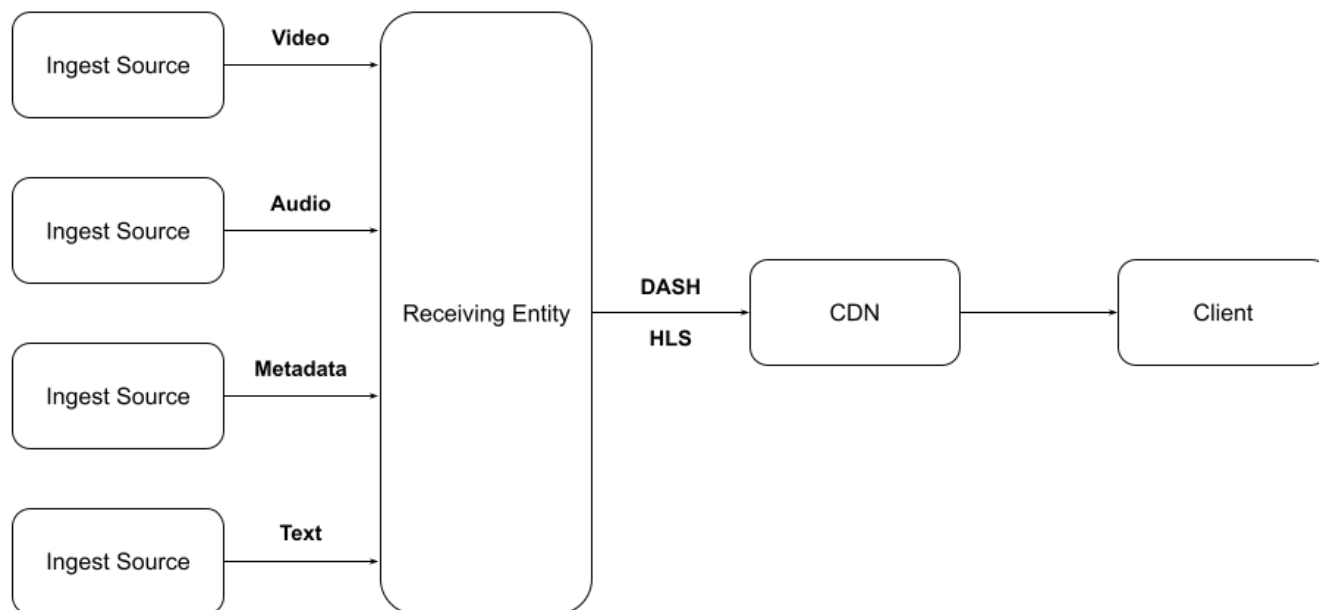 Ingest Source
Video
Ingest Source
Audio
Ingest Source
Metadata
Ingest Source
Text
Receiving Entity
DASH
HLS
CDN
Client